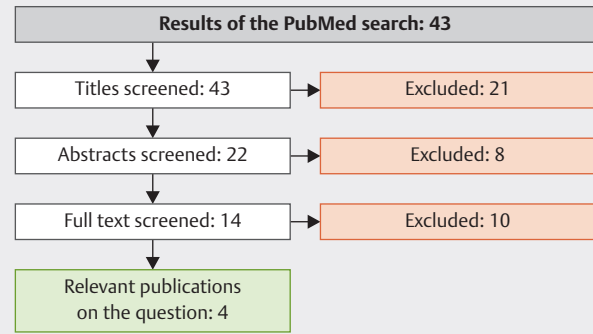 Results of the PubMed search: 43
Titles screened: 43
Excluded: 21
Abstracts screened: 22
Excluded: 8
Full text screened: 14
Excluded: 10
Relevant publications
on the question: 4